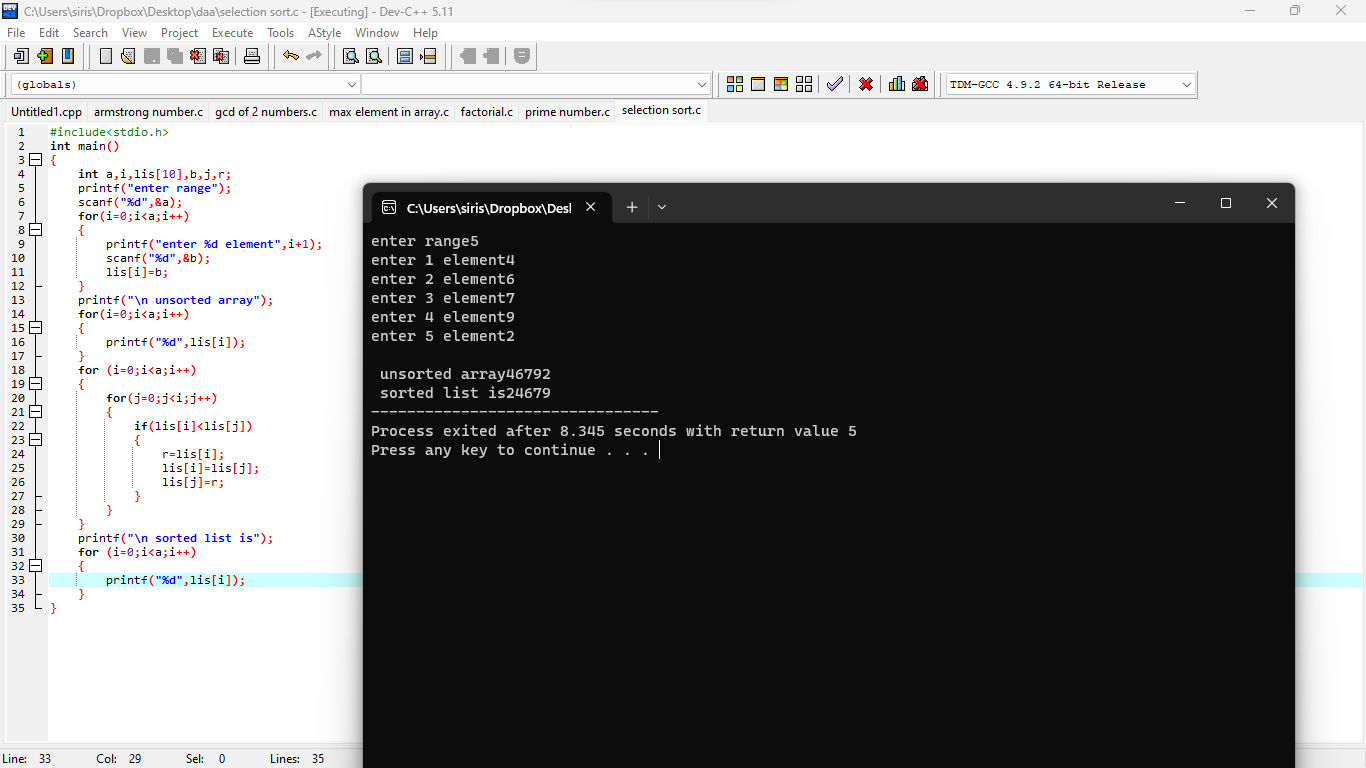 C:\Users\siris\Dropbox\Desktop\daa\selection sort.c - [Executing] - Dev-C++ 5.11
File Edit Search View Project Execute Tools AStyle Window Help
(globals)
TDM-GCC 4.9.2 64-bit Release
Untitled1.cpp armstrong number.c gcd of 2 numbers.c max element in array.c factorial.c prime number.c selection sort.c
1 #include<stdio.h>
2 int main()
3 {
4 int a,i,lis[10],b,j,r;
5 printf("enter range");
6 scanf("%d",&a);
7 for(i=0;i<a;i++)
8 {
9 printf("enter %d element",i+1);
10 scanf("%d",&b);
11 lis[i]=b;
12 }
13 printf("\n unsorted array");
14 for(i=0;i<a;i++)
15 {
16 printf("%d",lis[i]);
17 }
18 for (i=0;i<a;i++)
19 {
20 for(j=0;j<i;j++)
21 {
22 if(lis[i]<lis[j])
23 {
24 r=lis[i];
25 lis[i]=lis[j];
26 lis[j]=r;
27 }
28 }
29 }
30 printf("\n sorted list is");
31 for (i=0;i<a;i++)
32 {
33 printf("%d",lis[i]);
34 }
35 }
C:\Users\siris\Dropbox\Desl
enter range5
enter 1 element4
enter 2 element6
enter 3 element7
enter 4 element9
enter 5 element2
unsorted array46792
sorted list is24679
--------------------------------
Process exited after 8.345 seconds with return value 5
Press any key to continue . . .
Line: 33 Col: 29 Sel: 0 Lines: 35